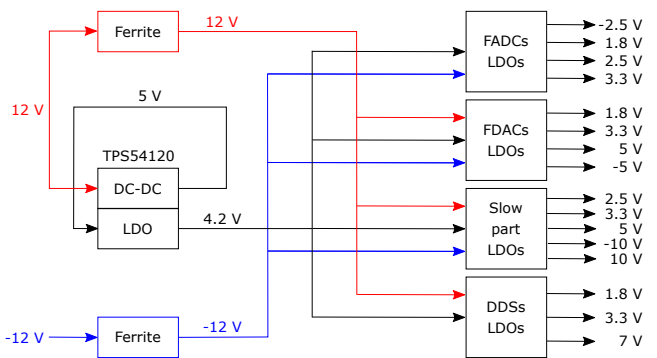 Ferrite
12 V
12 V
5 V
TPS54120
DC-DC
LDO
4.2 V
-12 V
Ferrite
-12 V
FADCs
LDOs
-2.5 V
1.8 V
2.5 V
3.3 V
FDACs
LDOs
1.8 V
3.3 V
5 V
-5 V
Slow
part
LDOs
2.5 V
3.3 V
5 V
-10 V
10 V
DDSs
LDOs
1.8 V
3.3 V
7 V